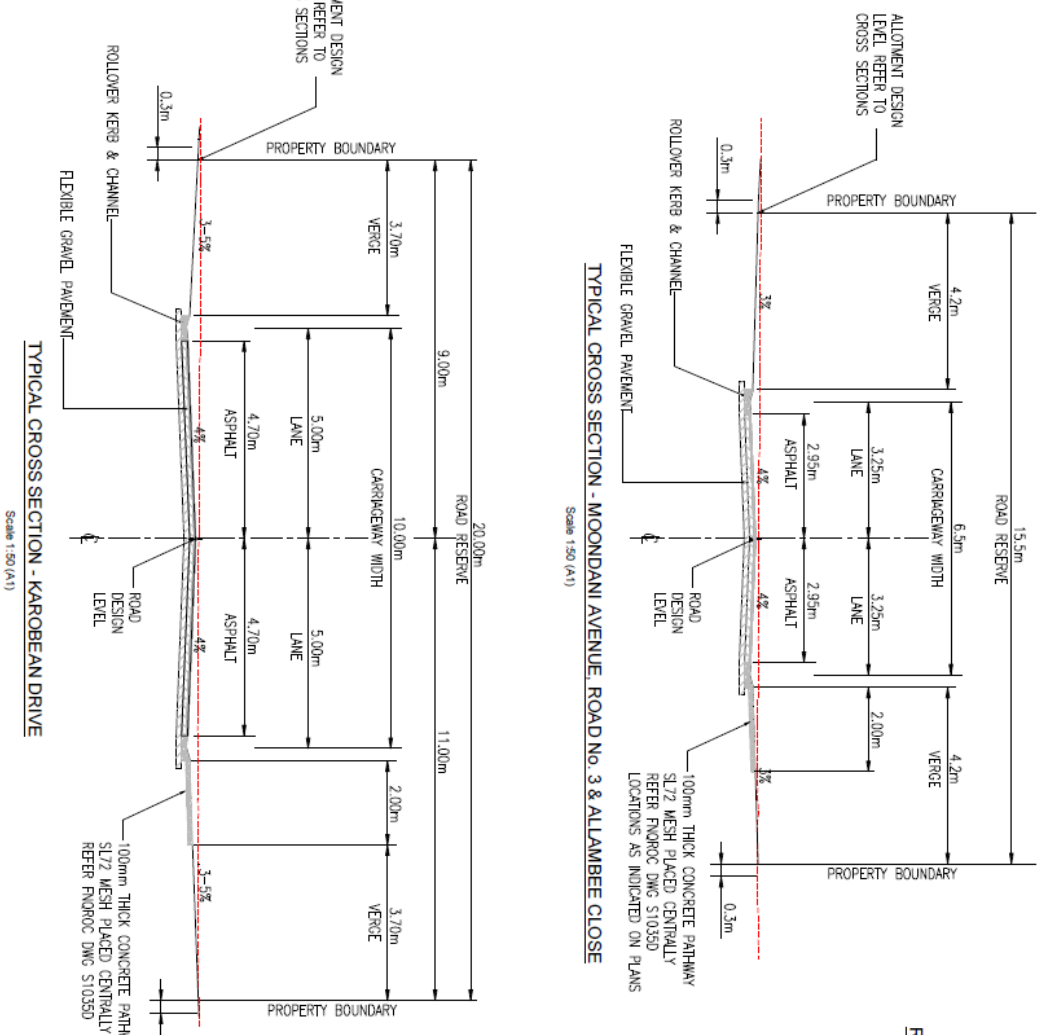 15.5m
ROAD RESERVE
6.5m
CARRIAGEWAY WIDTH
4.2m
VERGE
3.25m
LANE
3.25m
LANE
4.2m
VERGE
2.95m
ASPHALT
2.95m
ASPHALT
2.00m
PROPERTY BOUNDARY
PROPERTY BOUNDARY
ALLOTMENT DESIGN
LEVEL REFER TO
CROSS SECTIONS
0.3m
0.3m
3%
4%
4%
3%
ROLLOVER KERB & CHANNEL
FLEXIBLE GRAVEL PAVEMENT
ROAD
DESIGN
LEVEL
100mm THICK CONCRETE PATHWAY
SL72 MESH PLACED CENTRALLY
REFER FNQROC DWG S1035D
LOCATIONS AS INDICATED ON PLANS
TYPICAL CROSS SECTION - MOONDANI AVENUE, ROAD No. 3 & ALLAMBEE CLOSE
Scale 1:50 (A1)
20.00m
ROAD RESERVE
9.00m
11.00m
10.00m
CARRIAGEWAY WIDTH
3.70m
VERGE
5.00m
LANE
5.00m
LANE
2.00m
3.70m
VERGE
4.70m
ASPHALT
4.70m
ASPHALT
PROPERTY BOUNDARY
PROPERTY BOUNDARY
MENT DESIGN
REFER TO
SECTIONS
0.3m
3-5%
4%
4%
3-5%
ROLLOVER KERB & CHANNEL
FLEXIBLE GRAVEL PAVEMENT
ROAD
DESIGN
LEVEL
100mm THICK CONCRETE PATH
SL72 MESH PLACED CENTRALLY
REFER FNQROC DWG S1035D
TYPICAL CROSS SECTION - KAROBEAN DRIVE
Scale 1:50 (A1)